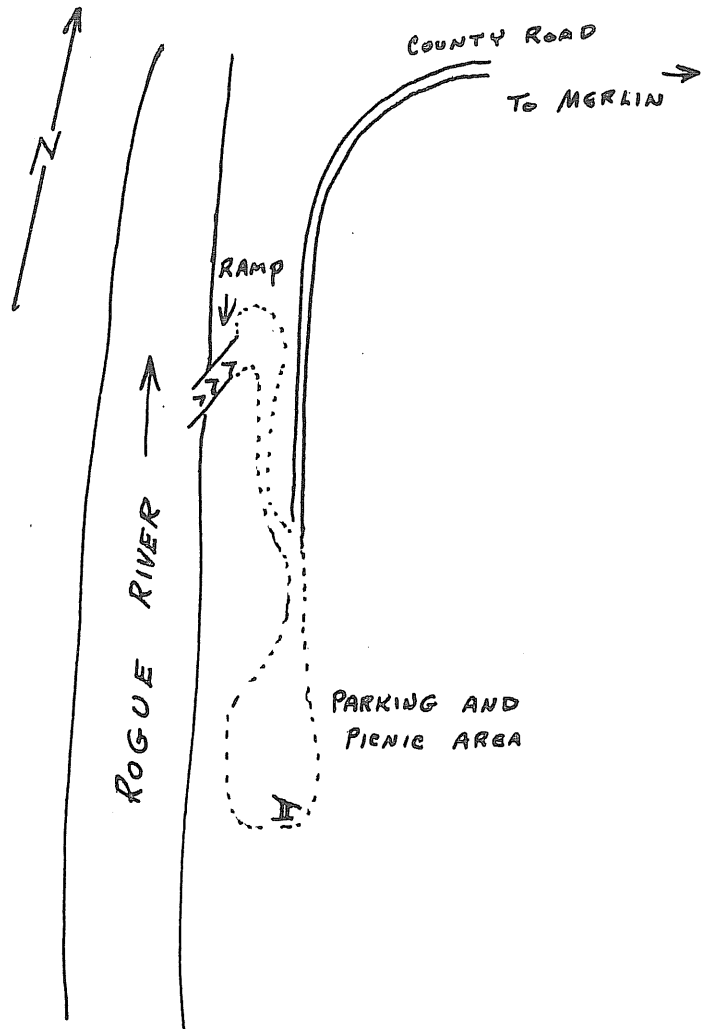 COUNTY ROAD
TO MERLIN
N
RAMP
ROGUE RIVER
PARKING AND
PICNIC AREA